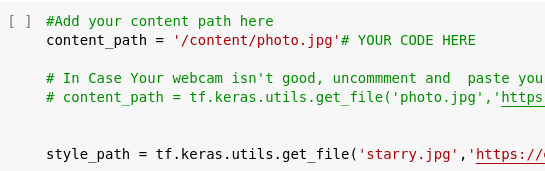 [ ] #Add your content path here
content_path = '/content/photo.jpg'# YOUR CODE HERE
# In Case Your webcam isn't good, uncommment and  paste you
# content_path = tf.keras.utils.get_file('photo.jpg','https
style_path = tf.keras.utils.get_file('starry.jpg','https://